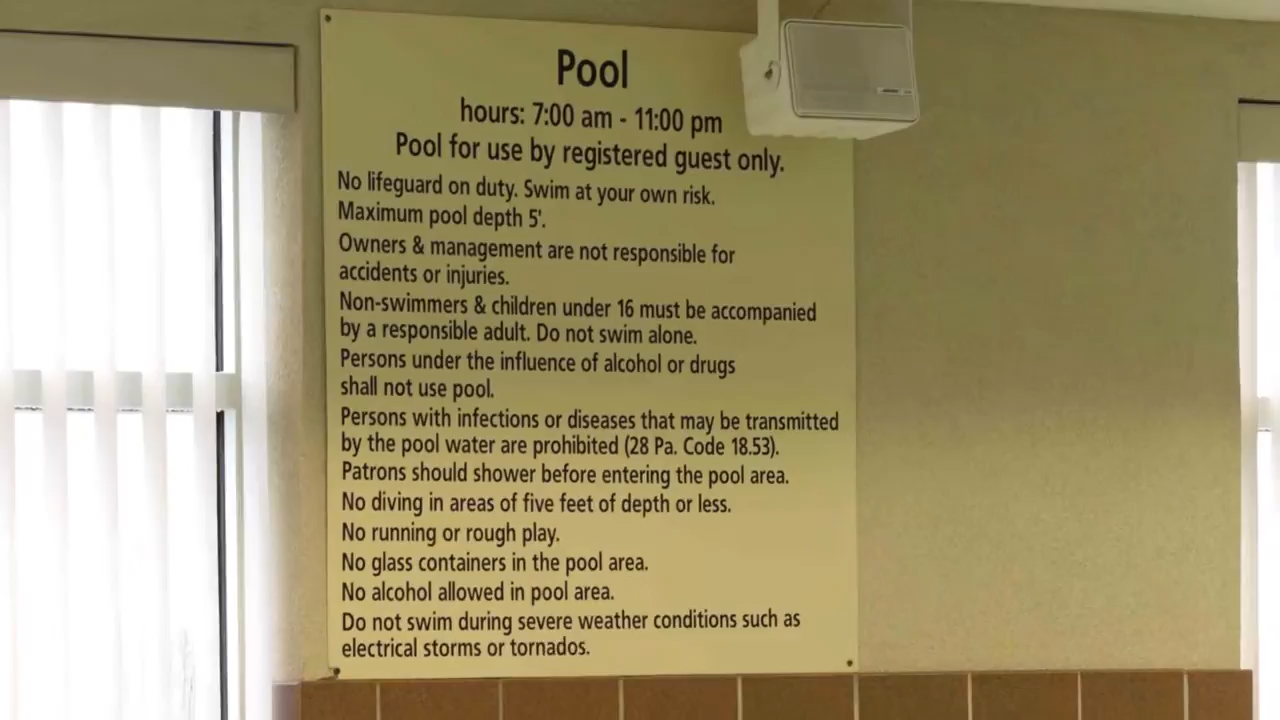 Pool
hours: 7:00 am - 11:00 pm
Pool for use by registered guest only.
No lifeguard on duty. Swim at your own risk.
Maximum pool depth 5'.
Owners & management are not responsible for
accidents or injuries.
Non-swimmers & children under 16 must be accompanied
by a responsible adult. Do not swim alone.
Persons under the influence of alcohol or drugs
shall not use pool.
Persons with infections or diseases that may be transmitted
by the pool water are prohibited (28 Pa. Code 18.53).
Patrons should shower before entering the pool area.
No diving in areas of five feet of depth or less.
No running or rough play.
No glass containers in the pool area.
No alcohol allowed in pool area.
Do not swim during severe weather conditions such as
electrical storms or tornados.